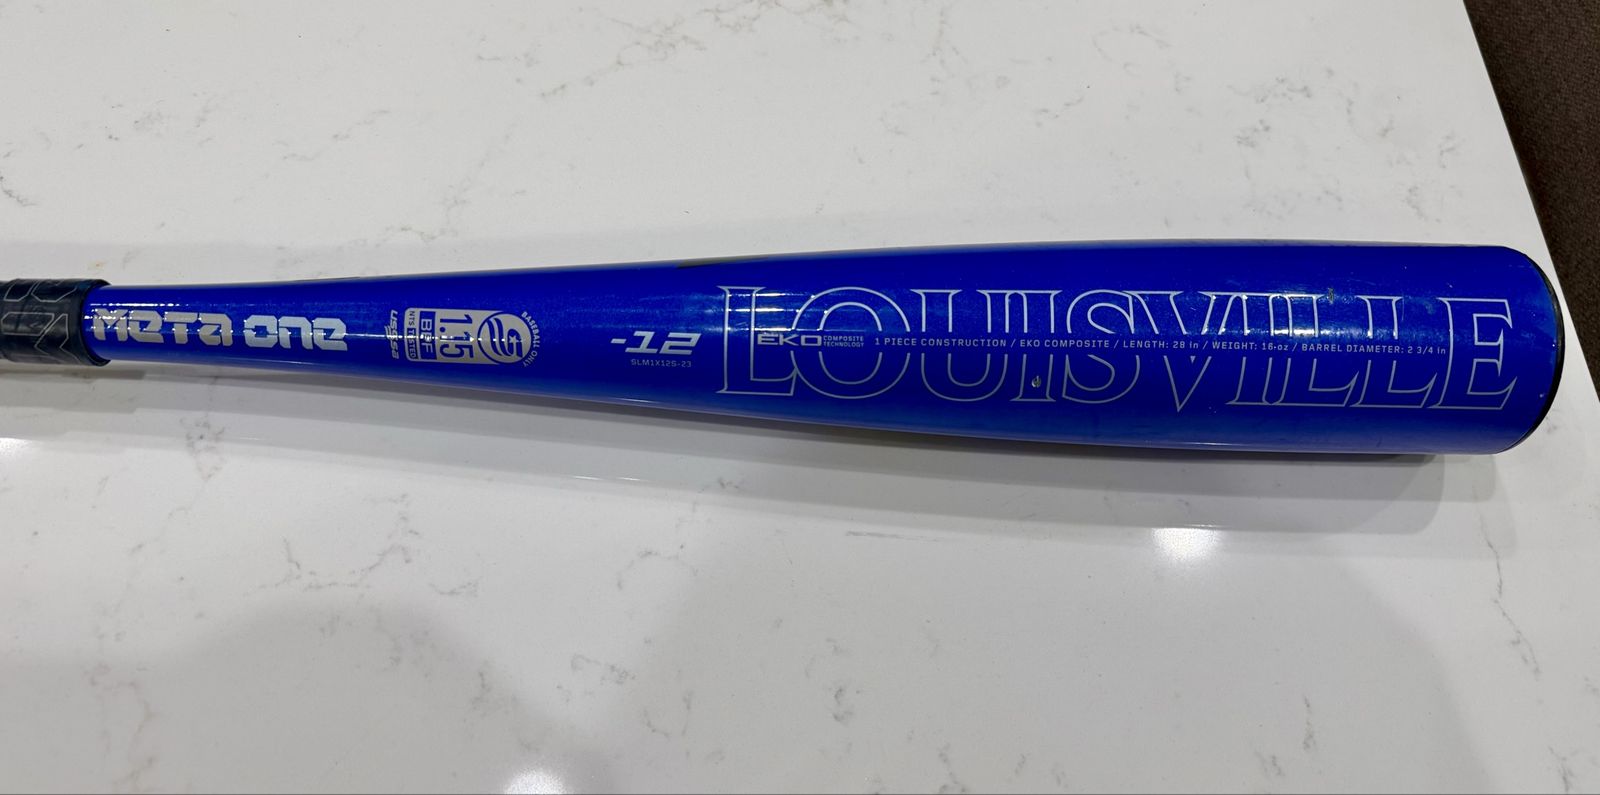 META ONE
USSSA
NTS TESTED
BBF
1.15
BASEBALL ONLY
-12
SLM1X12S-23
LOUISVILLE
EKO COMPOSITE TECHNOLOGY
1 PIECE CONSTRUCTION / EKO COMPOSITE / LENGTH: 28 in / WEIGHT: 16-oz / BARREL DIAMETER: 2 3/4 in